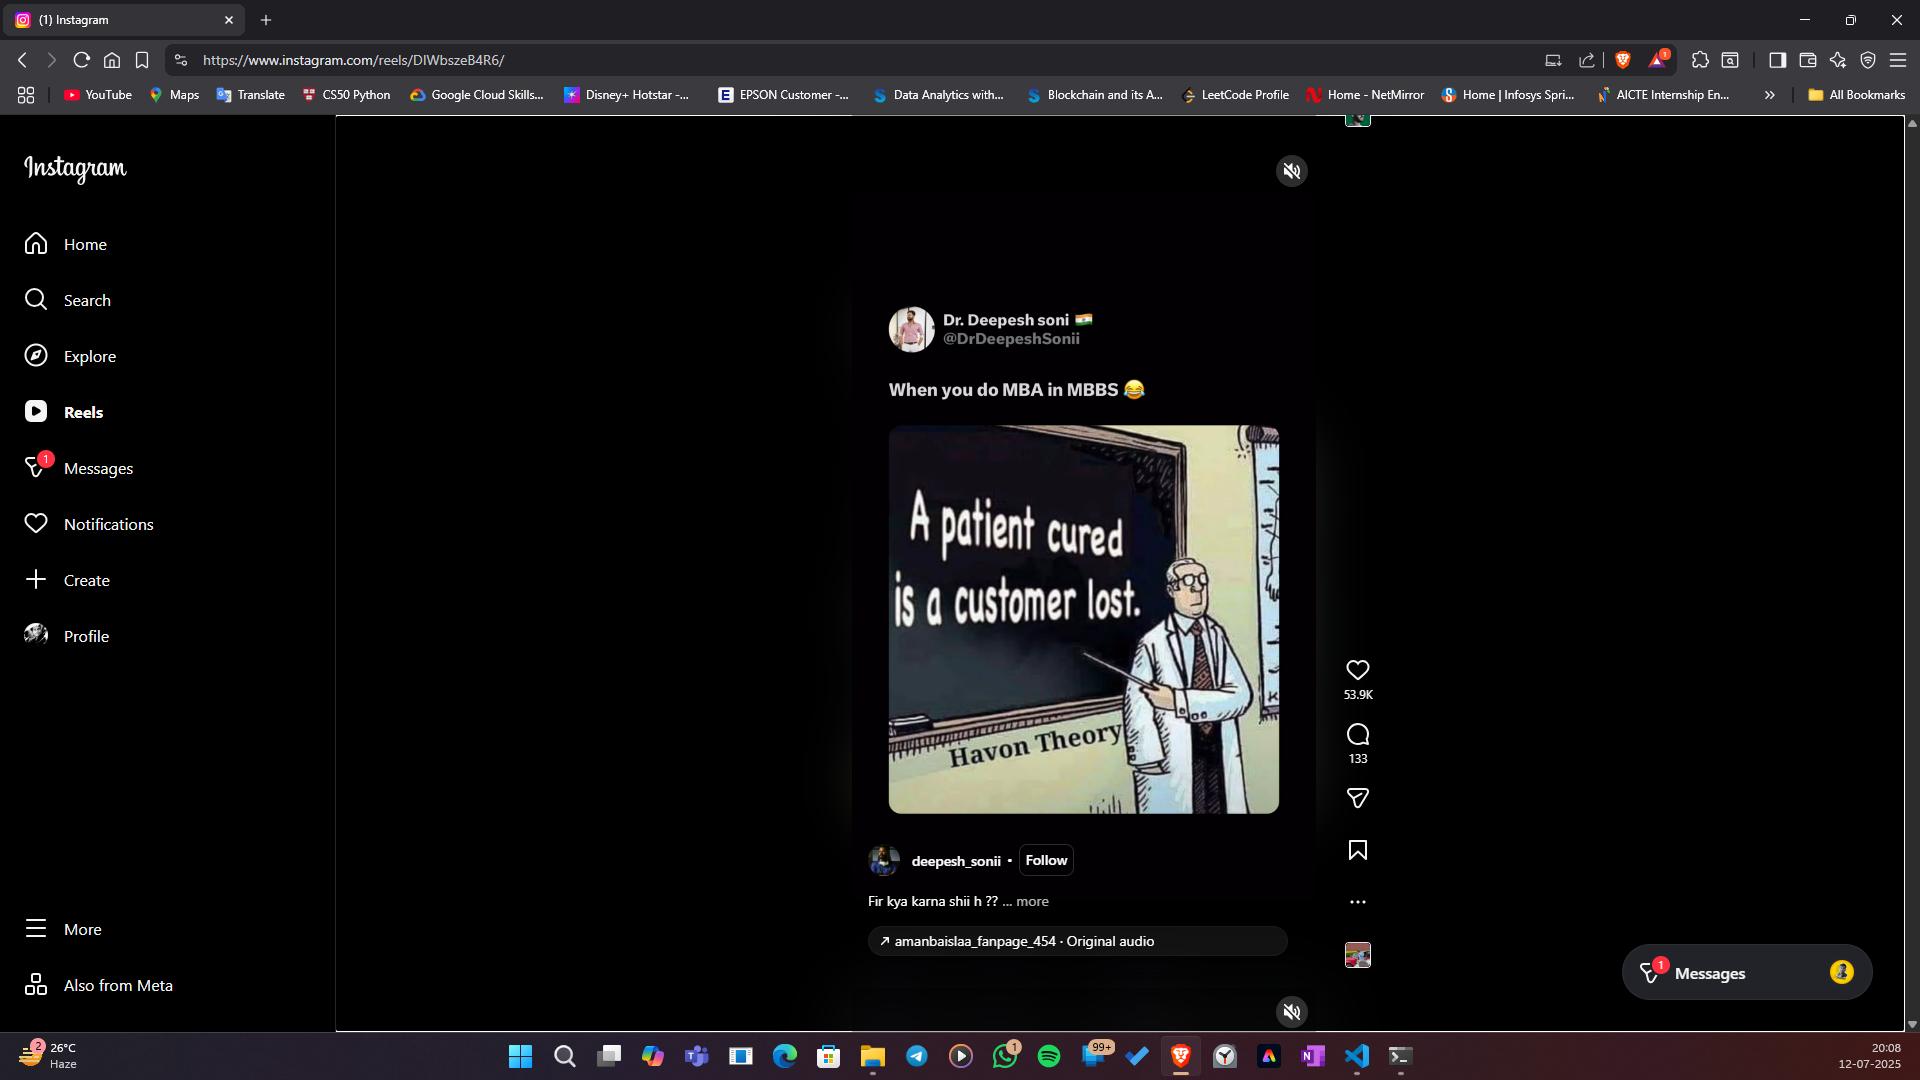 (1) Instagram
https://www.instagram.com/reels/DIWbszeB4R6/
1
YouTube
Maps
Translate
CS50 Python
Google Cloud Skills...
Disney+ Hotstar -...
EPSON Customer -...
Data Analytics with...
Blockchain and its A...
LeetCode Profile
Home - NetMirror
Home | Infosys Spri...
AICTE Internship En...
All Bookmarks
Instagram
Home
Search
Explore
Reels
1
Messages
Notifications
Create
Profile
More
Also from Meta
Dr. Deepesh soni 🇮🇳
@DrDeepeshSonii
When you do MBA in MBBS 😂
A patient cured
is a customer lost.
Havon Theory
53.9K
133
deepesh_sonii • Follow
Fir kya karna shii h ?? ... more
amanbaislaa_fanpage_454 · Original audio
1
Messages
2
26°C
Haze
1
99+
20:08
12-07-2025